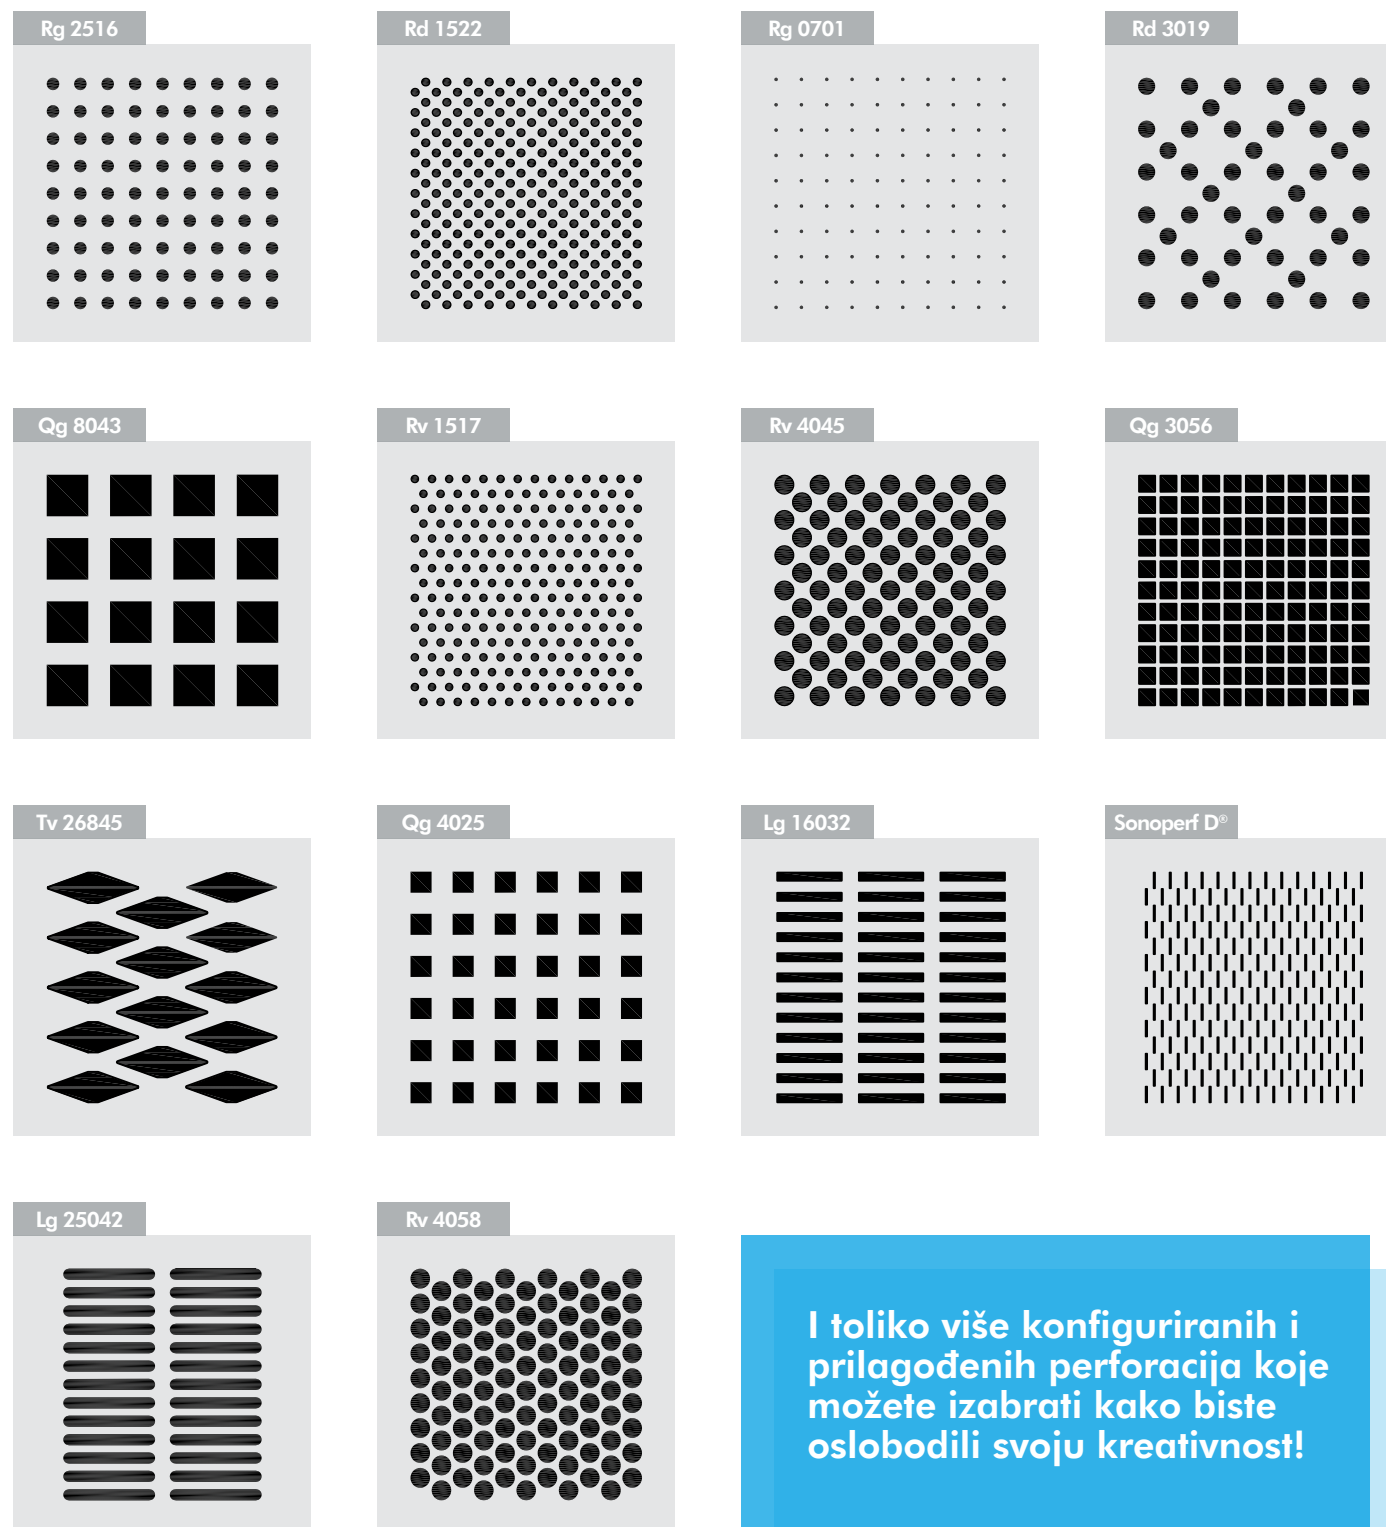 Rg 2516
Rd 1522
Rg 0701
Rd 3019
Qg 8043
Rv 1517
Rv 4045
Qg 3056
Tv 26845
Qg 4025
Lg 16032
Sonoperf D®
Lg 25042
Rv 4058
I toliko više konfiguriranih i
prilagođenih perforacija koje
možete izabrati kako biste
oslobodili svoju kreativnost!